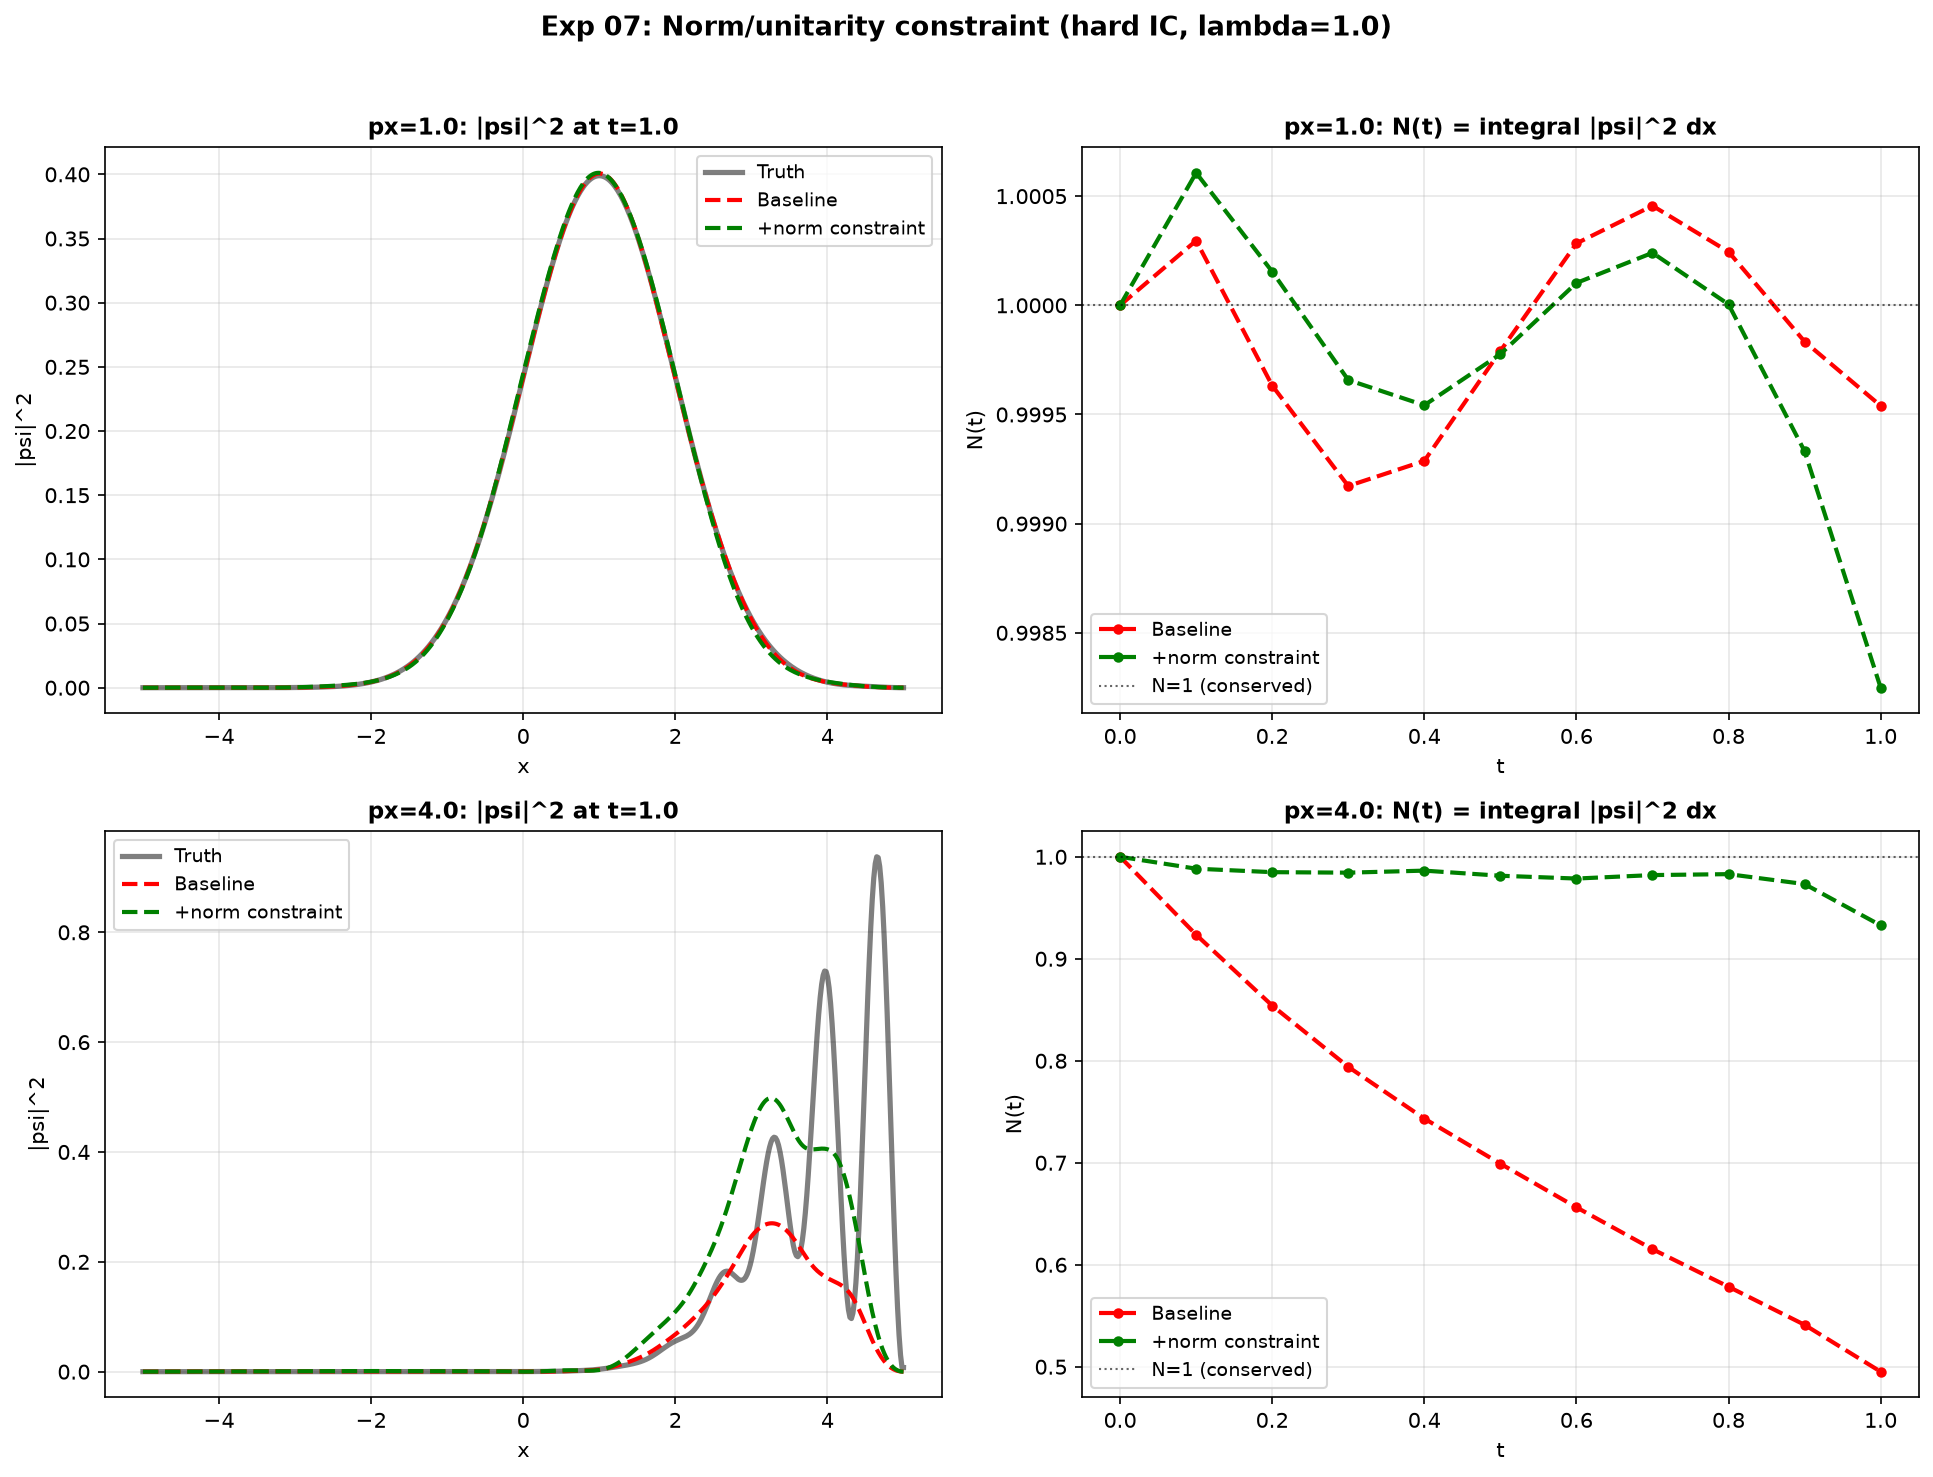 Exp 07: Norm/unitarity constraint (hard IC, lambda=1.0)
px=1.0: |psi|^2 at t=1.0
|psi|^2
0.40
0.35
0.30
0.25
0.20
0.15
0.10
0.05
0.00
Truth
Baseline
+norm constraint
−4 −2 0 2 4
x
px=1.0: N(t) = integral |psi|^2 dx
N(t)
1.0005
1.0000
0.9995
0.9990
0.9985
Baseline
+norm constraint
N=1 (conserved)
0.0 0.2 0.4 0.6 0.8 1.0
t
px=4.0: |psi|^2 at t=1.0
|psi|^2
0.8
0.6
0.4
0.2
0.0
Truth
Baseline
+norm constraint
−4 −2 0 2 4
x
px=4.0: N(t) = integral |psi|^2 dx
N(t)
1.0
0.9
0.8
0.7
0.6
0.5
Baseline
+norm constraint
N=1 (conserved)
0.0 0.2 0.4 0.6 0.8 1.0
t